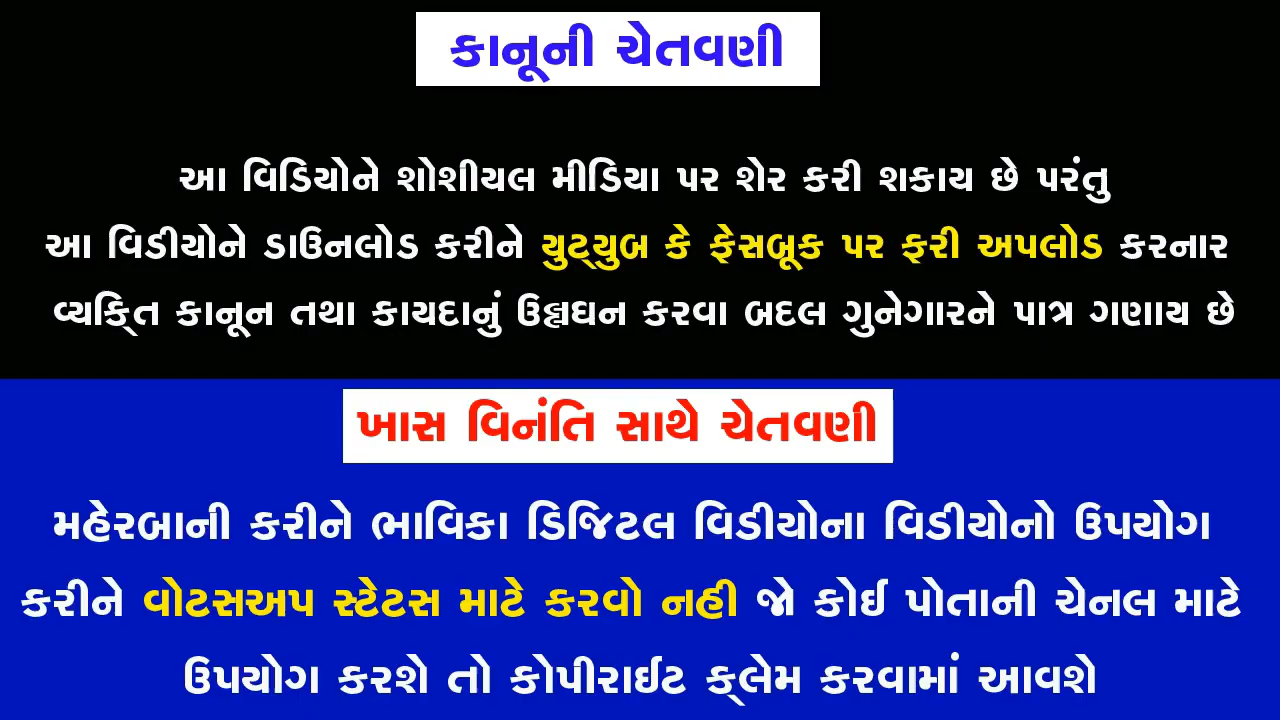 કાનૂની ચેતવણી
આ વિડિયોને શોશીયલ મીડિયા પર શેર કરી શકાય છે પરંતુ
આ વિડીયોને ડાઉનલોડ કરીને યુટ્યુબ કે ફેસબૂક પર ફરી અપલોડ કરનાર
વ્યક્તિ કાનૂન તથા કાયદાનું ઉલ્લઘન કરવા બદલ ગુનેગારને પાત્ર ગણાય છે
ખાસ વિનંતિ સાથે ચેતવણી
મહેરબાની કરીને ભાવિકા ડિજિટલ વિડીયોના વિડીયોનો ઉપયોગ
કરીને વોટસઅપ સ્ટેટસ માટે કરવો નહી જો કોઈ પોતાની ચેનલ માટે
ઉપયોગ કરશે તો કોપીરાઈટ ક્લેમ કરવામાં આવશે